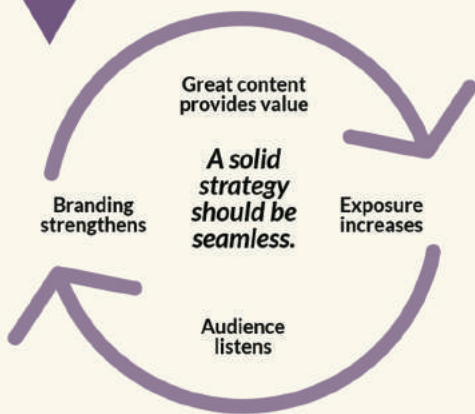 Great content
provides value
A solid
strategy
should be
seamless.
Branding
strengthens
Exposure
increases
Audience
listens